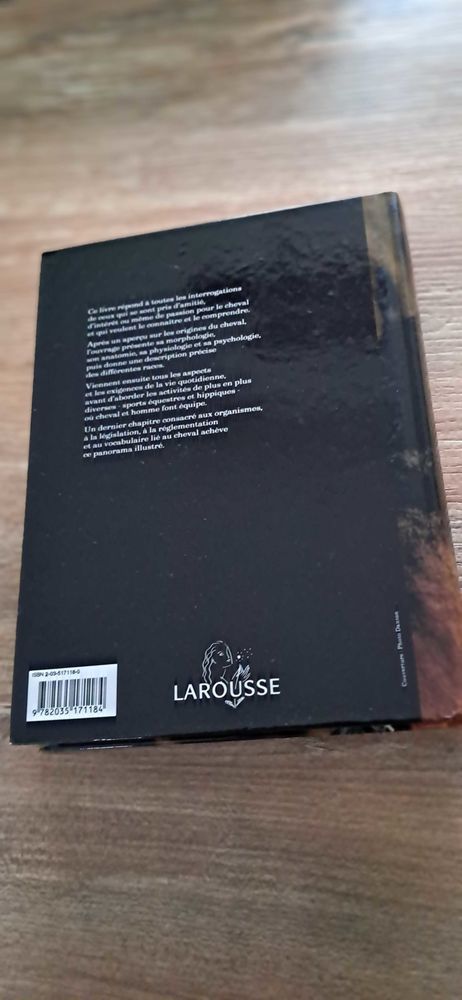 Ce livre répond à toutes les interrogations
de ceux qui se sont pris d'amitié,
d'intérêt ou même de passion pour le cheval
et qui veulent le connaître et le comprendre.
Après un aperçu sur les origines du cheval,
l'ouvrage présente sa morphologie,
son anatomie, sa physiologie et sa psychologie,
puis donne une description précise
des différentes races.
Viennent ensuite tous les aspects
et les exigences de la vie quotidienne,
avant d'aborder les activités de plus en plus
diverses - sports équestres et hippiques -
où cheval et homme font équipe.
Un dernier chapitre consacré aux organismes,
à la législation, à la réglementation
et au vocabulaire lié au cheval achève
ce panorama illustré.
Couverture : Photo Dunton
ISBN 2-03-517118-0
9 782035 171184
LAROUSSE